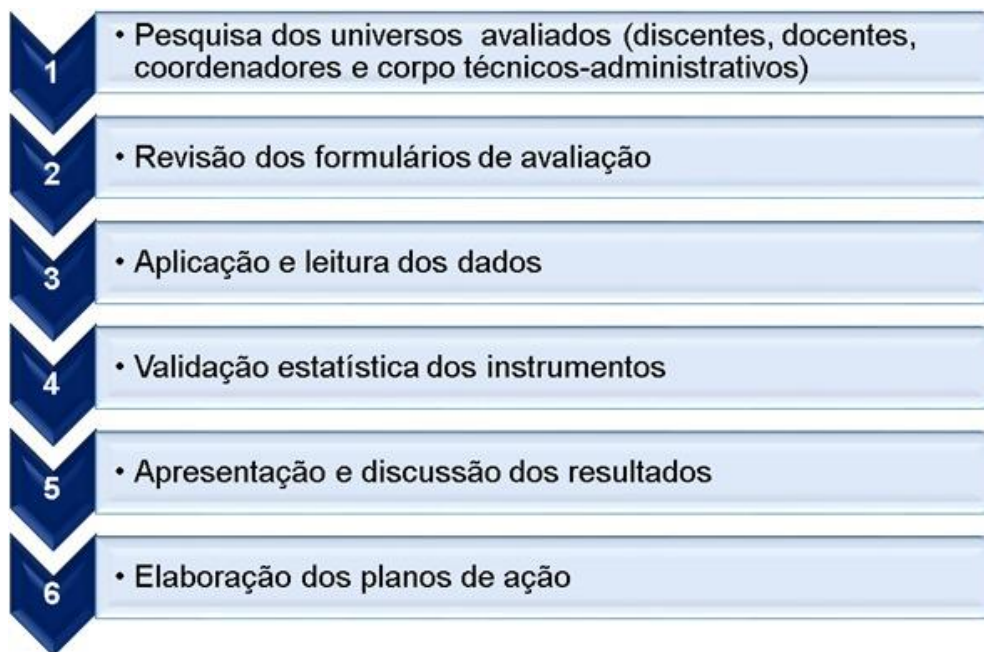 1
• Pesquisa dos universos avaliados (discentes, docentes,
coordenadores e corpo técnicos-administrativos)
2
• Revisão dos formulários de avaliação
3
• Aplicação e leitura dos dados
4
• Validação estatística dos instrumentos
5
• Apresentação e discussão dos resultados
6
• Elaboração dos planos de ação